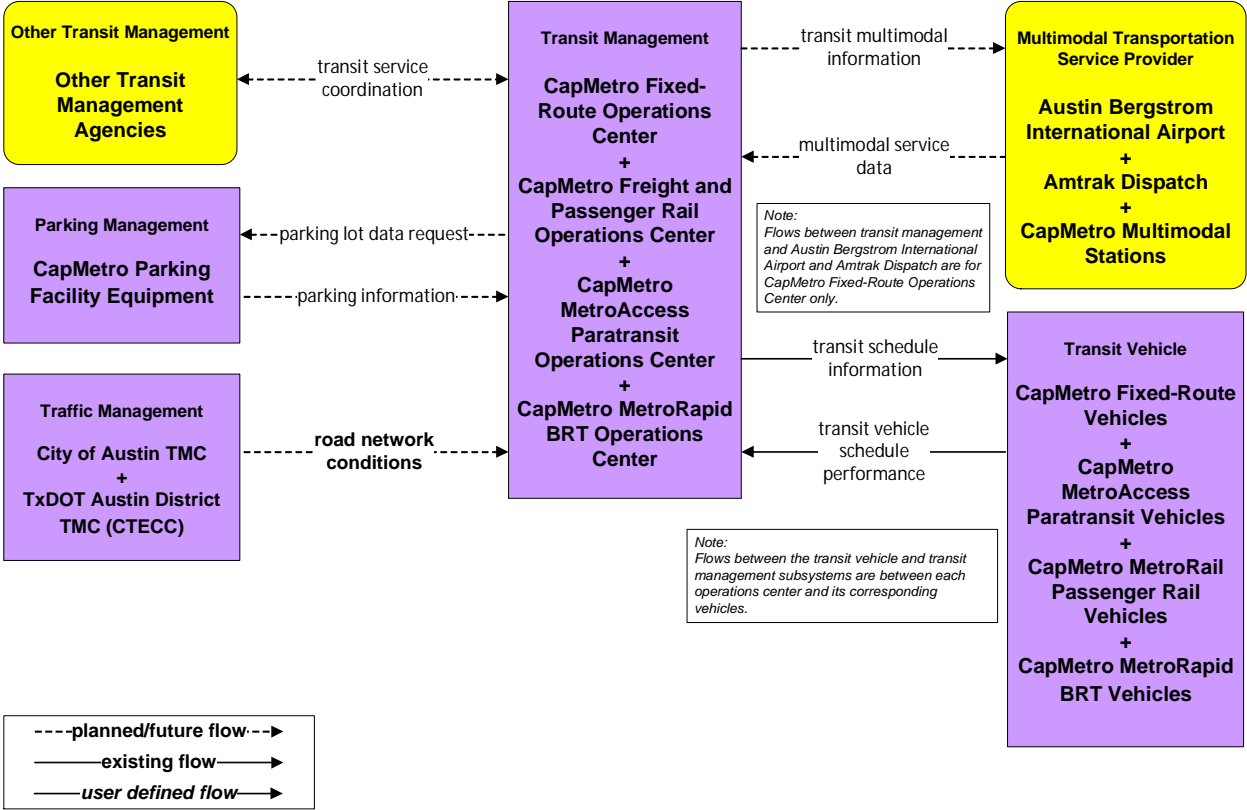 Other Transit Management
Other Transit
Management
Agencies
transit service
coordination
Transit Management
CapMetro Fixed-
Route Operations
Center
+
CapMetro Freight and
Passenger Rail
Operations Center
+
CapMetro
MetroAccess
Paratransit
Operations Center
+
CapMetro MetroRapid
BRT Operations
Center
transit multimodal
information
Multimodal Transportation
Service Provider
Austin Bergstrom
International Airport
+
Amtrak Dispatch
+
CapMetro Multimodal
Stations
multimodal service
data
Note:
Flows between transit management
and Austin Bergstrom International
Airport and Amtrak Dispatch are for
CapMetro Fixed-Route Operations
Center only.
Parking Management
CapMetro Parking
Facility Equipment
parking lot data request
parking information
Traffic Management
City of Austin TMC
+
TxDOT Austin District
TMC (CTECC)
road network
conditions
transit schedule
information
transit vehicle
schedule
performance
Transit Vehicle
CapMetro Fixed-Route
Vehicles
+
CapMetro
MetroAccess
Paratransit Vehicles
+
CapMetro MetroRail
Passenger Rail
Vehicles
+
CapMetro MetroRapid
BRT Vehicles
Note:
Flows between the transit vehicle and transit
management subsystems are between each
operations center and its corresponding
vehicles.
planned/future flow
existing flow
user defined flow